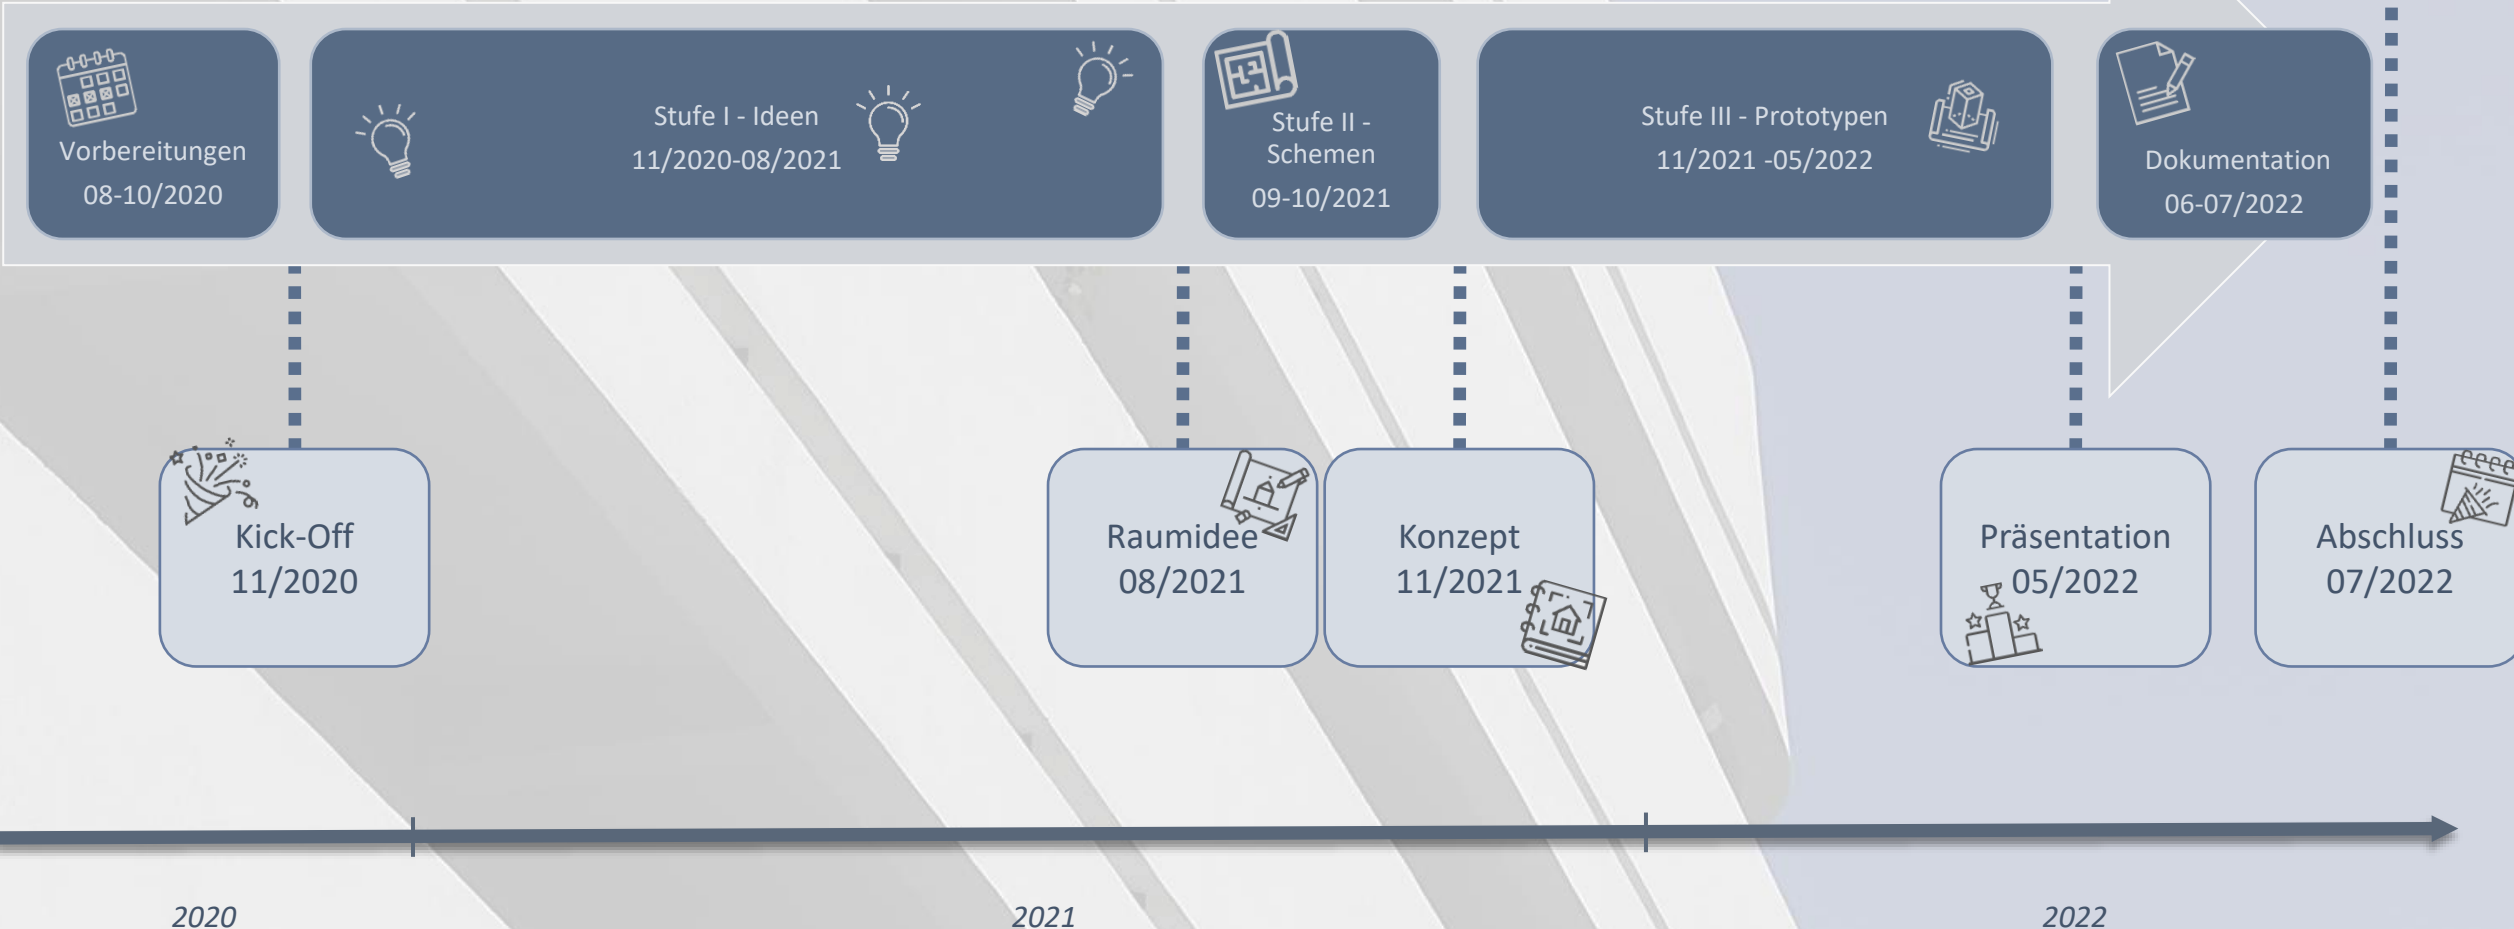 Vorbereitungen
08-10/2020
Stufe I - Ideen
11/2020-08/2021
Stufe II -
Schemen
09-10/2021
Stufe III - Prototypen
11/2021 -05/2022
Dokumentation
06-07/2022
Kick-Off
11/2020
Raumidee
08/2021
Konzept
11/2021
Präsentation
05/2022
Abschluss
07/2022
2020
2021
2022